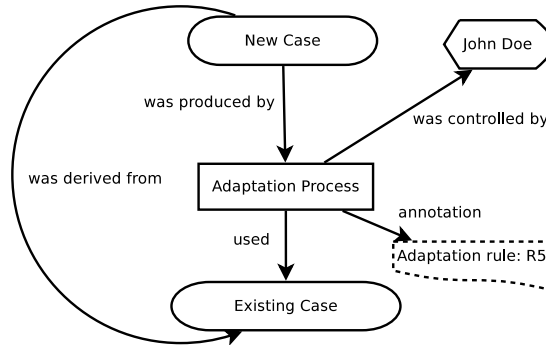 New Case
John Doe
was produced by
was controlled by
was derived from
Adaptation Process
annotation
used
Adaptation rule: R5
Existing Case